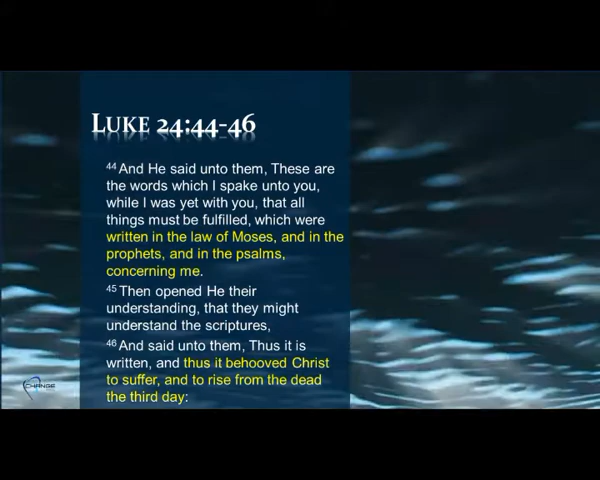 LUKE 24:44-46
44 And He said unto them, These are
the words which I spake unto you,
while I was yet with you, that all
things must be fulfilled, which were
written in the law of Moses, and in the
prophets, and in the psalms,
concerning me.
45 Then opened He their
understanding, that they might
understand the scriptures,
46 And said unto them, Thus it is
written, and thus it behooved Christ
to suffer, and to rise from the dead
the third day:
CHANGE